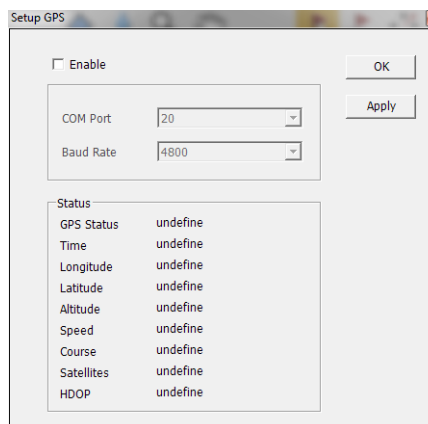 Setup GPS
Enable
OK
Apply
COM Port 20
Baud Rate 4800
Status
GPS Status undefine
Time undefine
Longitude undefine
Latitude undefine
Altitude undefine
Speed undefine
Course undefine
Satellites undefine
HDOP undefine